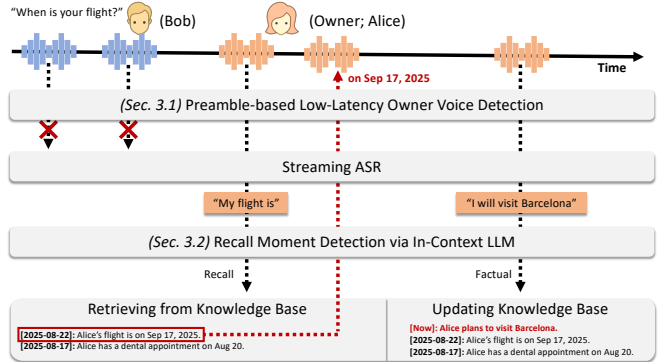 “When is your flight?”
(Bob)
(Owner; Alice)
Time
on Sep 17, 2025
(Sec. 3.1) Preamble-based Low-Latency Owner Voice Detection
Streaming ASR
“My flight is”
“I will visit Barcelona”
(Sec. 3.2) Recall Moment Detection via In-Context LLM
Recall
Factual
Retrieving from Knowledge Base
[2025-08-22]: Alice’s flight is on Sep 17, 2025.
[2025-08-17]: Alice has a dental appointment on Aug 20.
Updating Knowledge Base
[Now]: Alice plans to visit Barcelona.
[2025-08-22]: Alice’s flight is on Sep 17, 2025.
[2025-08-17]: Alice has a dental appointment on Aug 20.